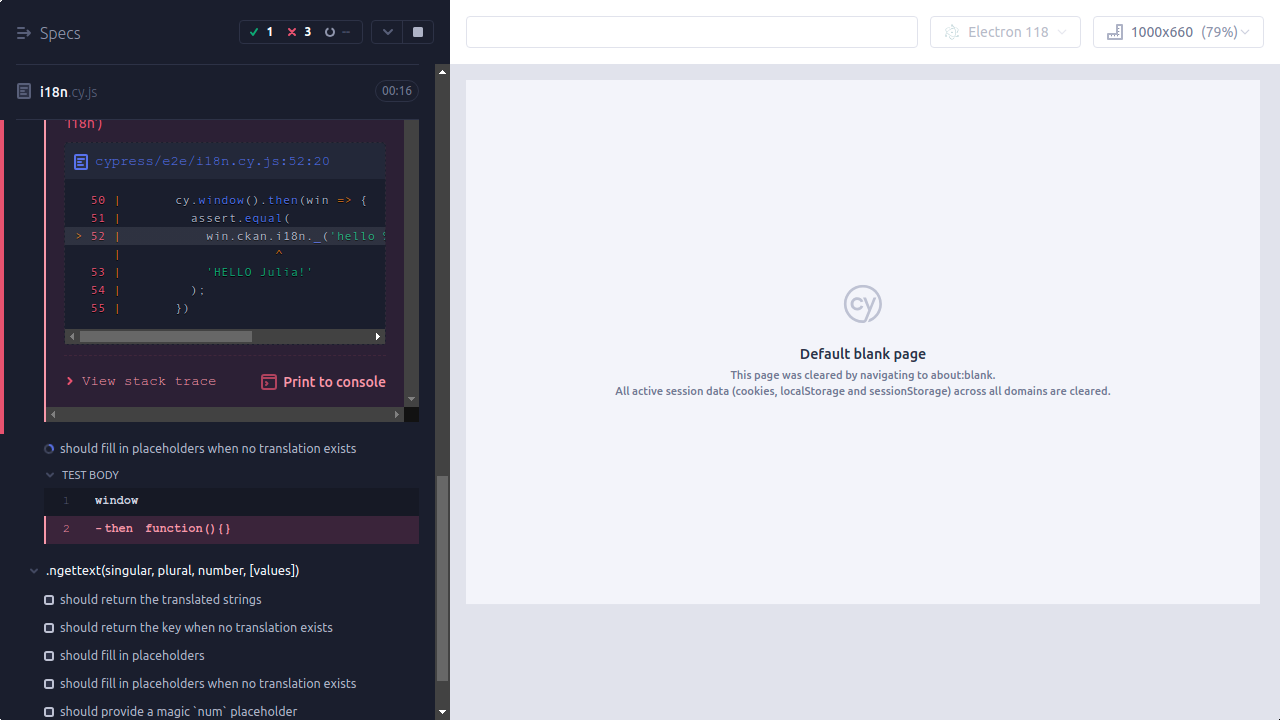 Specs
1
3
--
Electron 118
1000x660 (79%)
i18n.cy.js
00:16
'i18n')
cypress/e2e/i18n.cy.js:52:20
50 | cy.window().then(win => {
51 | assert.equal(
> 52 | win.ckan.i18n._('hello %
| ^
53 | 'HELLO Julia!'
54 | );
55 | })
View stack trace
Print to console
should fill in placeholders when no translation exists
TEST BODY
1 window
2 -then function(){}
.ngettext(singular, plural, number, [values])
should return the translated strings
should return the key when no translation exists
should fill in placeholders
should fill in placeholders when no translation exists
should provide a magic `num` placeholder
cy
Default blank page
This page was cleared by navigating to about:blank.
All active session data (cookies, localStorage and sessionStorage) across all domains are cleared.